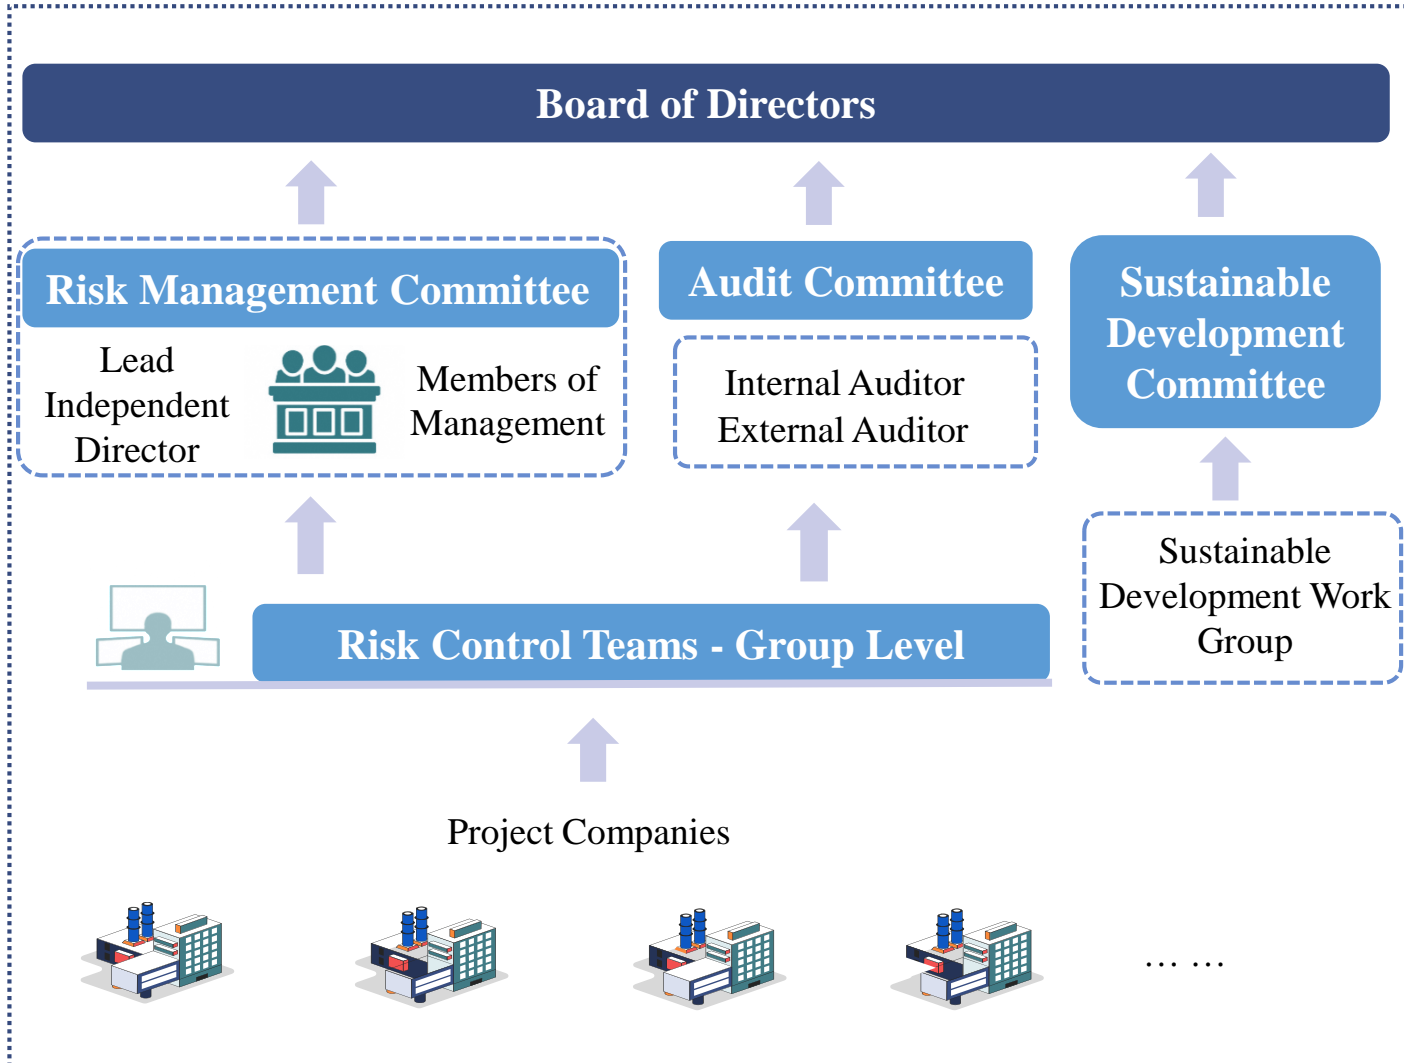 Board of Directors
Risk Management Committee
Lead
Independent
Director
Members of
Management
Audit Committee
Internal Auditor
External Auditor
Sustainable
Development
Committee
Sustainable
Development Work
Group
Risk Control Teams - Group Level
Project Companies
... ...